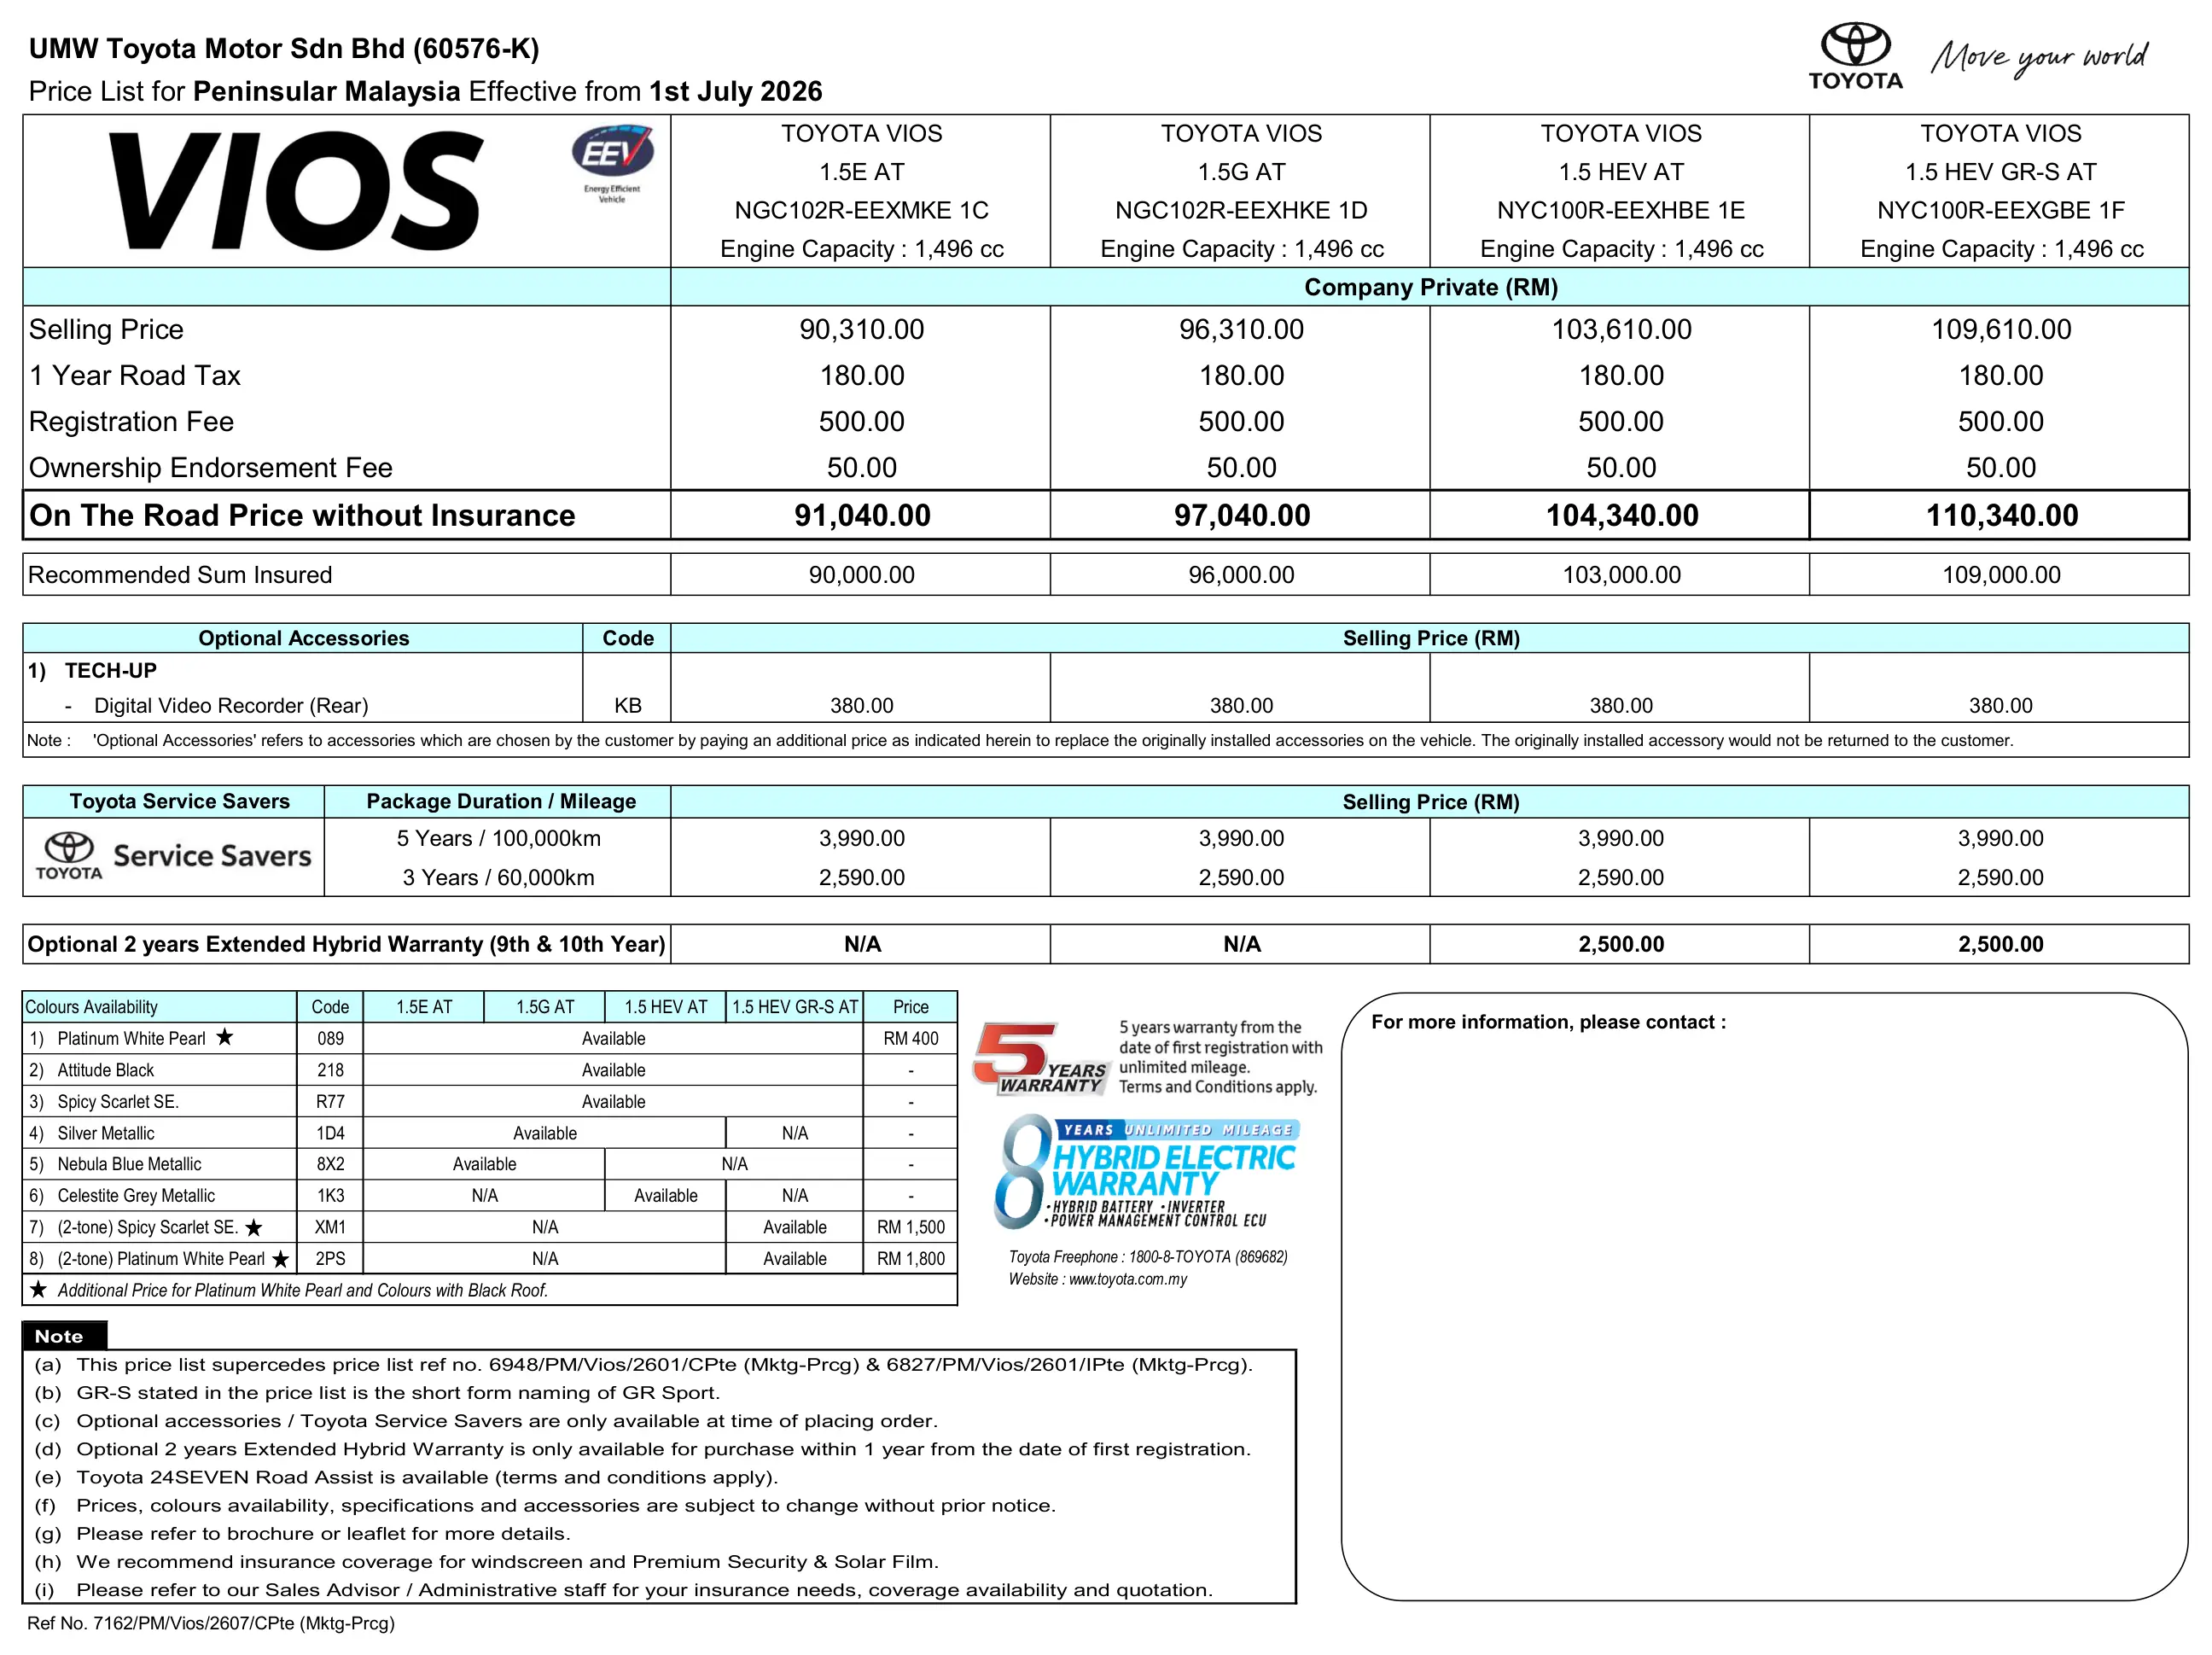 UMW Toyota Motor Sdn Bhd (60576-K)
Price List for Peninsular Malaysia Effective from 1st July 2026
TOYOTA
Move your world
VIOS
EEV
Energy Efficient
Vehicle
TOYOTA VIOS TOYOTA VIOS TOYOTA VIOS TOYOTA VIOS
1.5E AT 1.5G AT 1.5 HEV AT 1.5 HEV GR-S AT
NGC102R-EEXMKE 1C NGC102R-EEXHKE 1D NYC100R-EEXHBE 1E NYC100R-EEXGBE 1F
Engine Capacity : 1,496 cc Engine Capacity : 1,496 cc Engine Capacity : 1,496 cc Engine Capacity : 1,496 cc
Company Private (RM)
Selling Price 90,310.00 96,310.00 103,610.00 109,610.00
1 Year Road Tax 180.00 180.00 180.00 180.00
Registration Fee 500.00 500.00 500.00 500.00
Ownership Endorsement Fee 50.00 50.00 50.00 50.00
On The Road Price without Insurance 91,040.00 97,040.00 104,340.00 110,340.00
Recommended Sum Insured 90,000.00 96,000.00 103,000.00 109,000.00
Optional Accessories Code Selling Price (RM)
1) TECH-UP
- Digital Video Recorder (Rear) KB 380.00 380.00 380.00 380.00
Note : 'Optional Accessories' refers to accessories which are chosen by the customer by paying an additional price as indicated herein to replace the originally installed accessories on the vehicle. The originally installed accessory would not be returned to the customer.
Toyota Service Savers Package Duration / Mileage Selling Price (RM)
TOYOTA Service Savers
5 Years / 100,000km 3,990.00 3,990.00 3,990.00 3,990.00
3 Years / 60,000km 2,590.00 2,590.00 2,590.00 2,590.00
Optional 2 years Extended Hybrid Warranty (9th & 10th Year) N/A N/A 2,500.00 2,500.00
Colours Availability Code 1.5E AT 1.5G AT 1.5 HEV AT 1.5 HEV GR-S AT Price
1) Platinum White Pearl ★ 089 Available RM 400
2) Attitude Black 218 Available -
3) Spicy Scarlet SE. R77 Available -
4) Silver Metallic 1D4 Available N/A -
5) Nebula Blue Metallic 8X2 Available N/A -
6) Celestite Grey Metallic 1K3 N/A Available N/A -
7) (2-tone) Spicy Scarlet SE. ★ XM1 N/A Available RM 1,500
8) (2-tone) Platinum White Pearl ★ 2PS N/A Available RM 1,800
★ Additional Price for Platinum White Pearl and Colours with Black Roof.
5 YEARS WARRANTY
5 years warranty from the
date of first registration with
unlimited mileage.
Terms and Conditions apply.
8 YEARS UNLIMITED MILEAGE
HYBRID ELECTRIC
WARRANTY
•HYBRID BATTERY •INVERTER
•POWER MANAGEMENT CONTROL ECU
Toyota Freephone : 1800-8-TOYOTA (869682)
Website : www.toyota.com.my
For more information, please contact :
Note
(a) This price list supercedes price list ref no. 6948/PM/Vios/2601/CPte (Mktg-Prcg) & 6827/PM/Vios/2601/IPte (Mktg-Prcg).
(b) GR-S stated in the price list is the short form naming of GR Sport.
(c) Optional accessories / Toyota Service Savers are only available at time of placing order.
(d) Optional 2 years Extended Hybrid Warranty is only available for purchase within 1 year from the date of first registration.
(e) Toyota 24SEVEN Road Assist is available (terms and conditions apply).
(f) Prices, colours availability, specifications and accessories are subject to change without prior notice.
(g) Please refer to brochure or leaflet for more details.
(h) We recommend insurance coverage for windscreen and Premium Security & Solar Film.
(i) Please refer to our Sales Advisor / Administrative staff for your insurance needs, coverage availability and quotation.
Ref No. 7162/PM/Vios/2607/CPte (Mktg-Prcg)